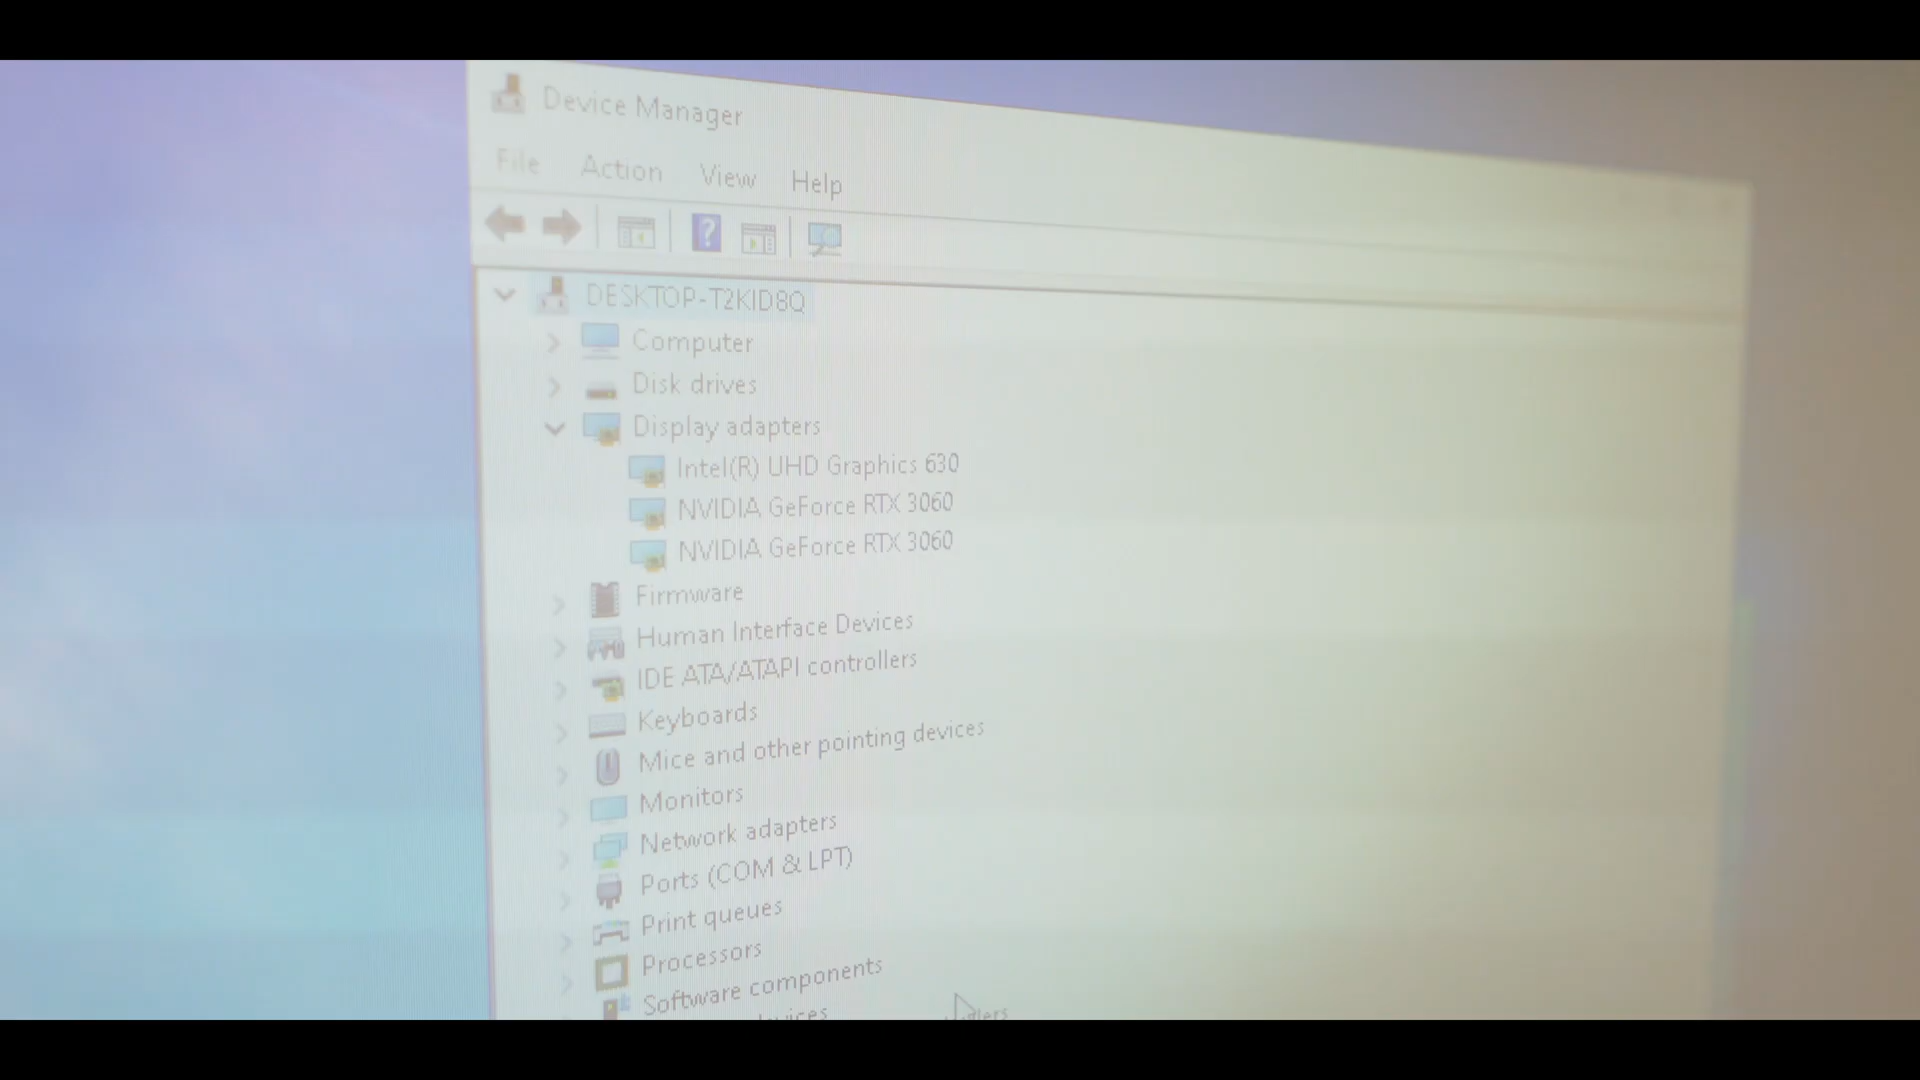 Device Manager
File Action View Help
DESKTOP-T2KID8Q
Computer
Disk drives
Display adapters
Intel(R) UHD Graphics 630
NVIDIA GeForce RTX 3060
NVIDIA GeForce RTX 3060
Firmware
Human Interface Devices
IDE ATA/ATAPI controllers
Keyboards
Mice and other pointing devices
Monitors
Network adapters
Ports (COM & LPT)
Print queues
Processors
Software components